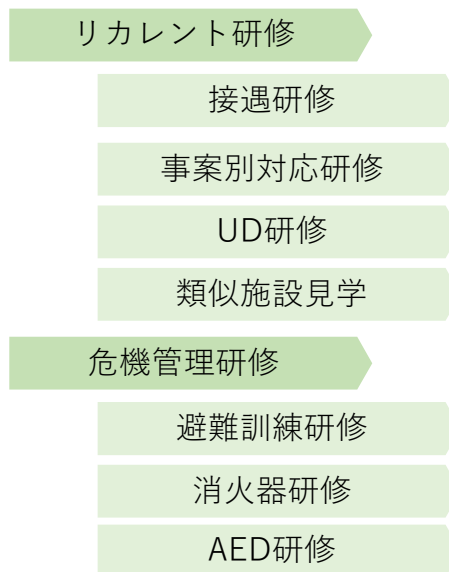 リカレント研修
接遇研修
事案別対応研修
UD研修
類似施設見学
危機管理研修
避難訓練研修
消火器研修
AED研修